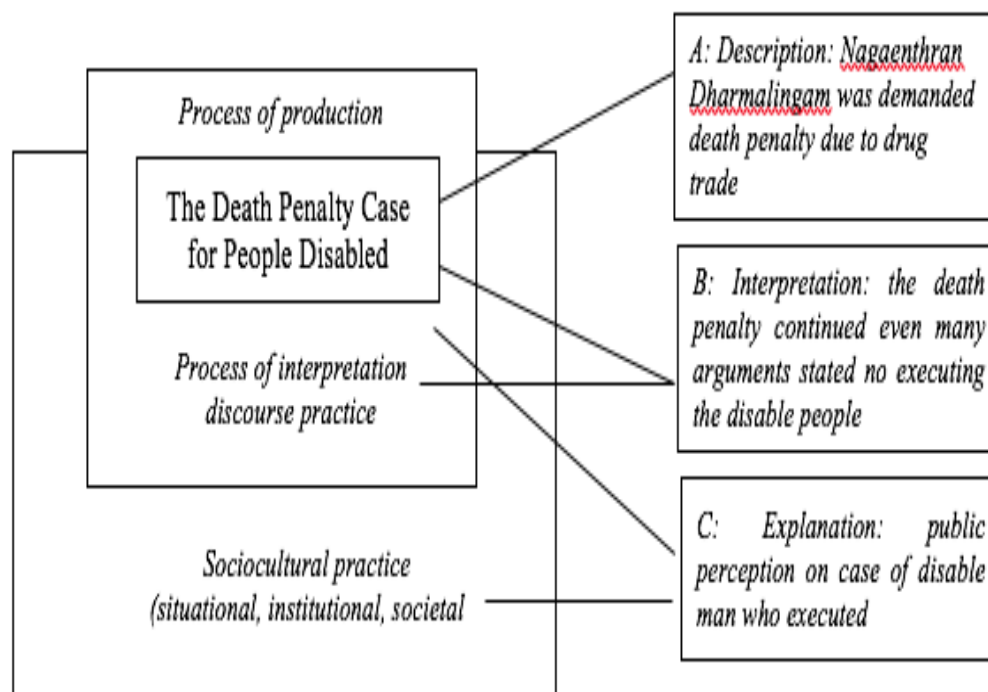 Process of production
The Death Penalty Case
for People Disabled
Process of interpretation
discourse practice
Sociocultural practice
(situational, institutional, societal
A: Description: Nagaenthran
Dharmalingam was demanded
death penalty due to drug
trade
B: Interpretation: the death
penalty continued even many
arguments stated no executing
the disable people
C: Explanation: public
perception on case of disable
man who executed